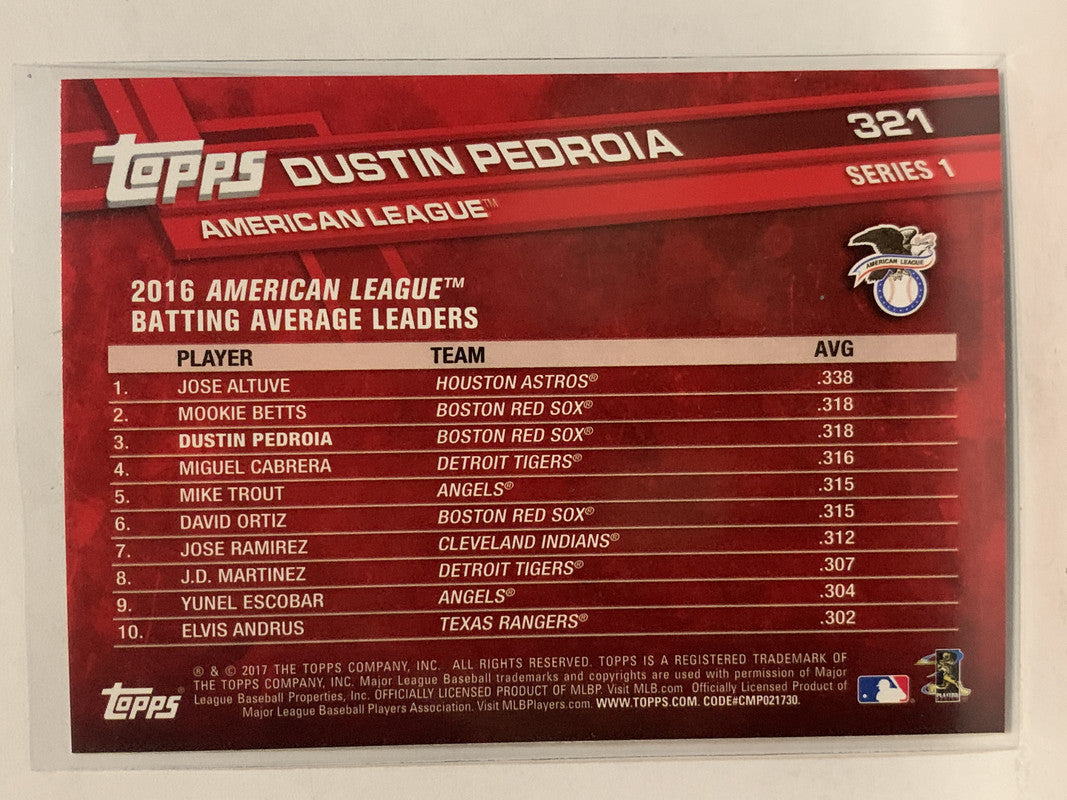 topps DUSTIN PEDROIA 321
AMERICAN LEAGUE™ SERIES 1
AMERICAN LEAGUE
2016 AMERICAN LEAGUE™
BATTING AVERAGE LEADERS
PLAYER TEAM AVG
1. JOSE ALTUVE HOUSTON ASTROS® .338
2. MOOKIE BETTS BOSTON RED SOX® .318
3. DUSTIN PEDROIA BOSTON RED SOX® .318
4. MIGUEL CABRERA DETROIT TIGERS® .316
5. MIKE TROUT ANGELS® .315
6. DAVID ORTIZ BOSTON RED SOX® .315
7. JOSE RAMIREZ CLEVELAND INDIANS® .312
8. J.D. MARTINEZ DETROIT TIGERS® .307
9. YUNEL ESCOBAR ANGELS® .304
10. ELVIS ANDRUS TEXAS RANGERS® .302
® & © 2017 THE TOPPS COMPANY, INC. ALL RIGHTS RESERVED. TOPPS IS A REGISTERED TRADEMARK OF
THE TOPPS COMPANY, INC. Major League Baseball trademarks and copyrights are used with permission of Major
League Baseball Properties, Inc. OFFICIALLY LICENSED PRODUCT OF MLBP. Visit MLB.com Officially Licensed Product of
Major League Baseball Players Association. Visit MLBPlayers.com. WWW.TOPPS.COM. CODE#CMP021730.
topps®
PLAYERS